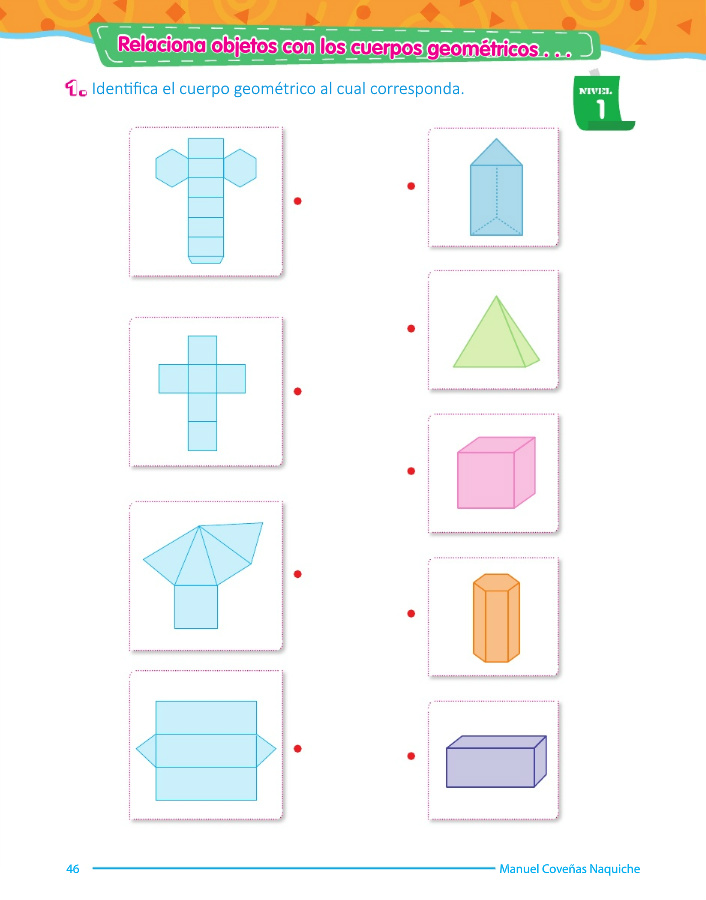 Relaciona objetos con los cuerpos geométricos . . .
1. Identifica el cuerpo geométrico al cual corresponda.
NIVEL
1
46
Manuel Coveñas Naquiche